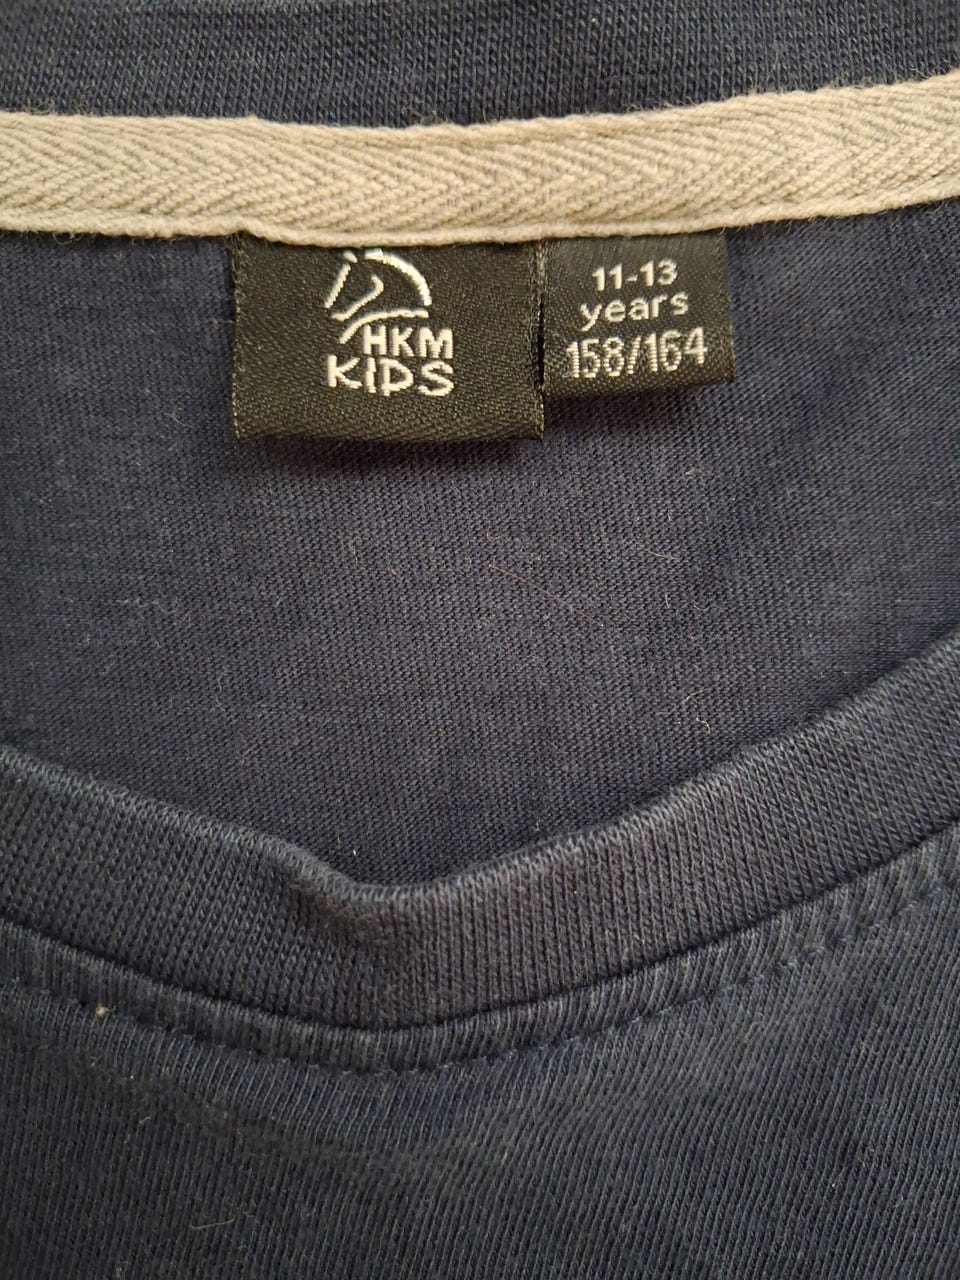 HKM
KIDS
11-13
years
158/164